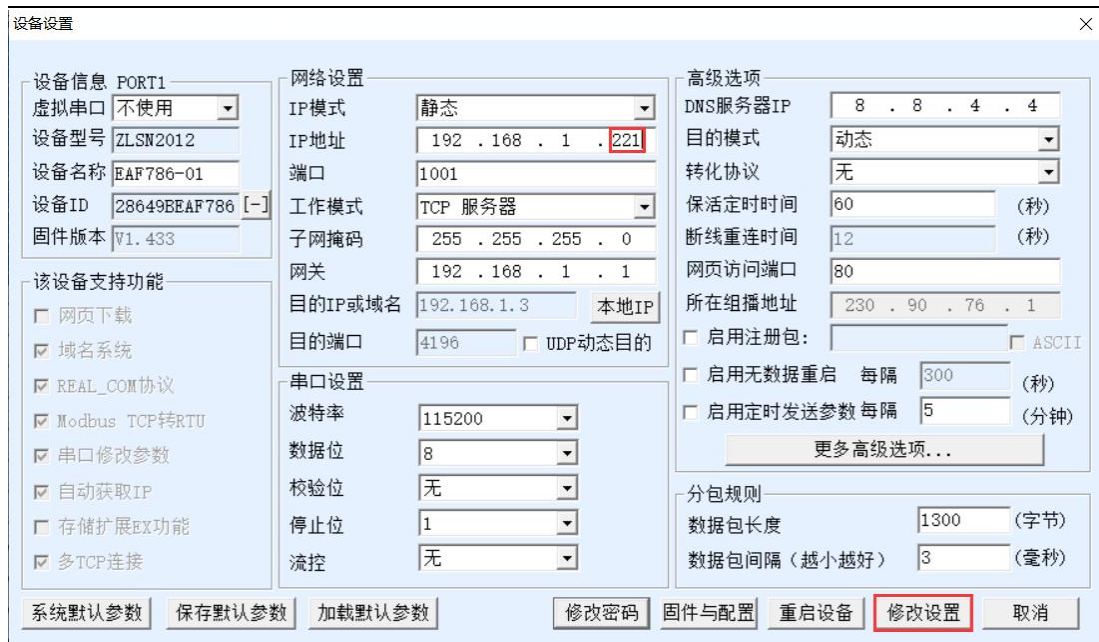 设备设置
设备信息 PORT1
虚拟串口 不使用
设备型号 ZLSN2012
设备名称 EAF786-01
设备ID 28649BEAF786 [-]
固件版本 V1.433
该设备支持功能
网页下载
域名系统
REAL_COM协议
Modbus TCP转RTU
串口修改参数
自动获取IP
存储扩展EX功能
多TCP连接
网络设置
IP模式 静态
IP地址 192 . 168 . 1 . 221
端口 1001
工作模式 TCP 服务器
子网掩码 255 . 255 . 255 . 0
网关 192 . 168 . 1 . 1
目的IP或域名 192.168.1.3 本地IP
目的端口 4196 UDP动态目的
串口设置
波特率 115200
数据位 8
校验位 无
停止位 1
流控 无
高级选项
DNS服务器IP 8 . 8 . 4 . 4
目的模式 动态
转化协议 无
保活定时时间 60 (秒)
断线重连时间 12 (秒)
网页访问端口 80
所在组播地址 230 . 90 . 76 . 1
启用注册包: ASCII
启用无数据重启 每隔 300 (秒)
启用定时发送参数 每隔 5 (分钟)
更多高级选项...
分包规则
数据包长度 1300 (字节)
数据包间隔(越小越好) 3 (毫秒)
系统默认参数 保存默认参数 加载默认参数 修改密码 固件与配置 重启设备 修改设置 取消